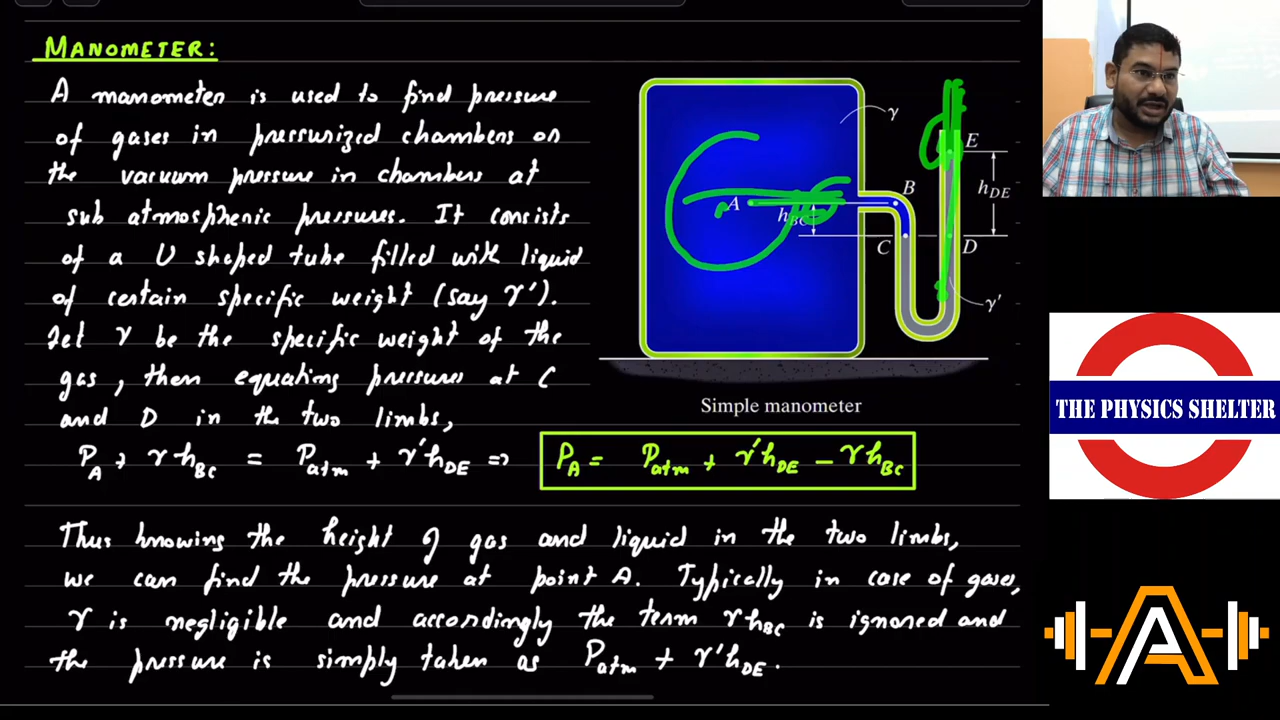 MANOMETER:
A manometer is used to find pressure
of gases in pressurized chambers or
the vacuum pressure in chambers at
sub atmospheric pressures. It consists
of a U shaped tube filled with liquid
of certain specific weight (say γ').
Let γ be the specific weight of the
gas, then equating pressures at C
and D in the two limbs,
P_A + γh_BC = P_atm + γ'h_DE ⇒ P_A = P_atm + γ'h_DE – γh_BC
Thus knowing the height of gas and liquid in the two limbs,
we can find the pressure at point A. Typically in case of gases,
γ is negligible and accordingly the term γh_BC is ignored and
the pressure is simply taken as P_atm + γ'h_DE.
γ
E
A
B
h_DE
h_BC
C
D
γ'
Simple manometer
THE PHYSICS SHELTER